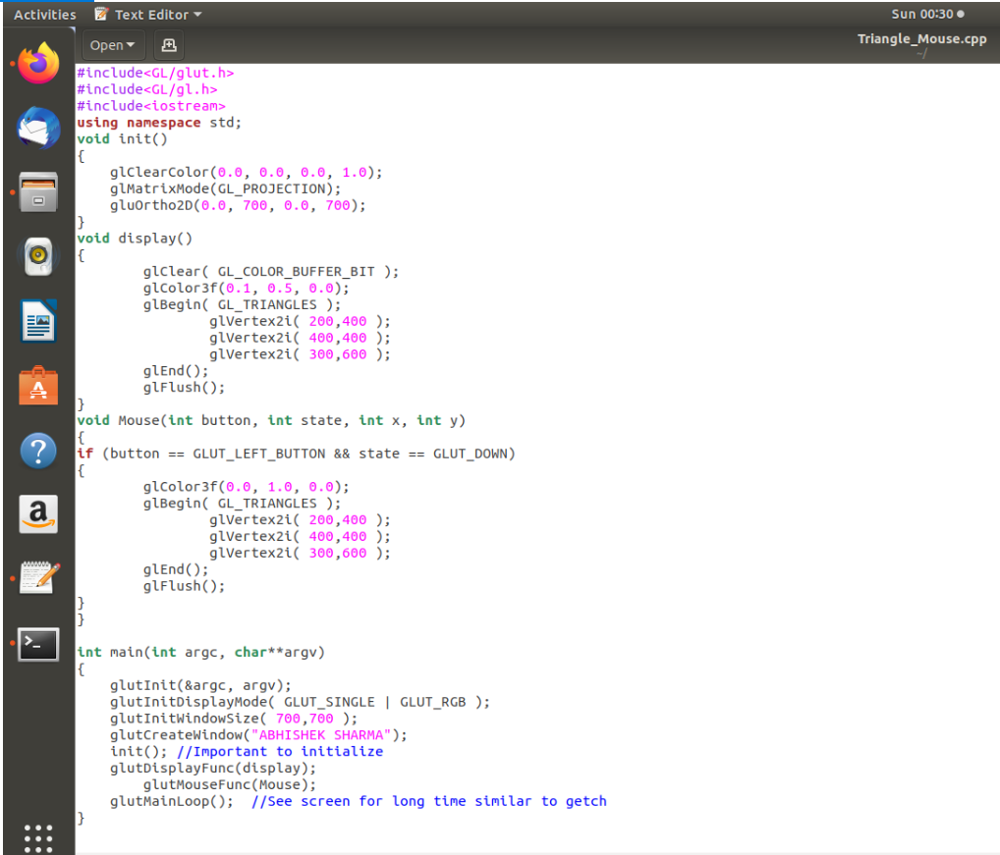 Activities Text Editor Sun 00:30
Open Triangle_Mouse.cpp
~/
#include<GL/glut.h>
#include<GL/gl.h>
#include<iostream>
using namespace std;
void init()
{
    glClearColor(0.0, 0.0, 0.0, 1.0);
    glMatrixMode(GL_PROJECTION);
    gluOrtho2D(0.0, 700, 0.0, 700);
}
void display()
{
        glClear( GL_COLOR_BUFFER_BIT );
        glColor3f(0.1, 0.5, 0.0);
        glBegin( GL_TRIANGLES );
                glVertex2i( 200,400 );
                glVertex2i( 400,400 );
                glVertex2i( 300,600 );
        glEnd();
        glFlush();
}
void Mouse(int button, int state, int x, int y)
{
if (button == GLUT_LEFT_BUTTON && state == GLUT_DOWN)
{
        glColor3f(0.0, 1.0, 0.0);
        glBegin( GL_TRIANGLES );
                glVertex2i( 200,400 );
                glVertex2i( 400,400 );
                glVertex2i( 300,600 );
        glEnd();
        glFlush();
}
}

int main(int argc, char**argv)
{
    glutInit(&argc, argv);
    glutInitDisplayMode( GLUT_SINGLE | GLUT_RGB );
    glutInitWindowSize( 700,700 );
    glutCreateWindow("ABHISHEK SHARMA");
    init(); //Important to initialize
    glutDisplayFunc(display);
        glutMouseFunc(Mouse);
    glutMainLoop();  //See screen for long time similar to getch
}